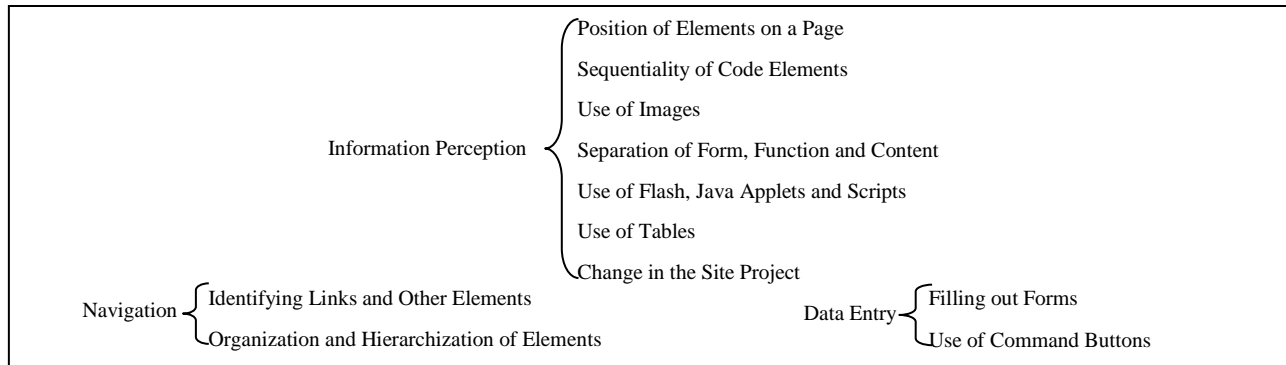 Position of Elements on a Page
Sequentiality of Code Elements
Use of Images
Information Perception
Separation of Form, Function and Content
Use of Flash, Java Applets and Scripts
Use of Tables
Change in the Site Project
Navigation
Identifying Links and Other Elements
Organization and Hierarchization of Elements
Data Entry
Filling out Forms
Use of Command Buttons